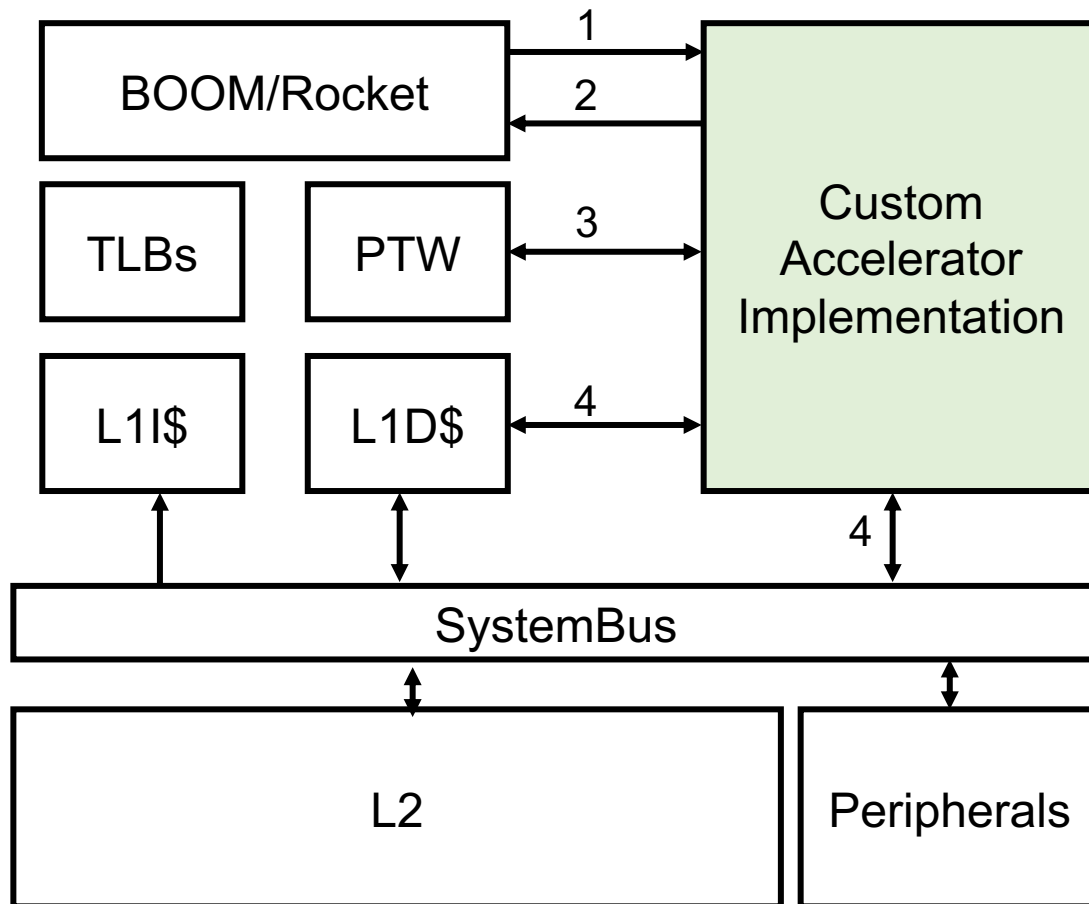 1
BOOM/Rocket
2
TLBs
PTW
3
Custom
Accelerator
Implementation
L1I$
L1D$
4
4
SystemBus
L2
Peripherals